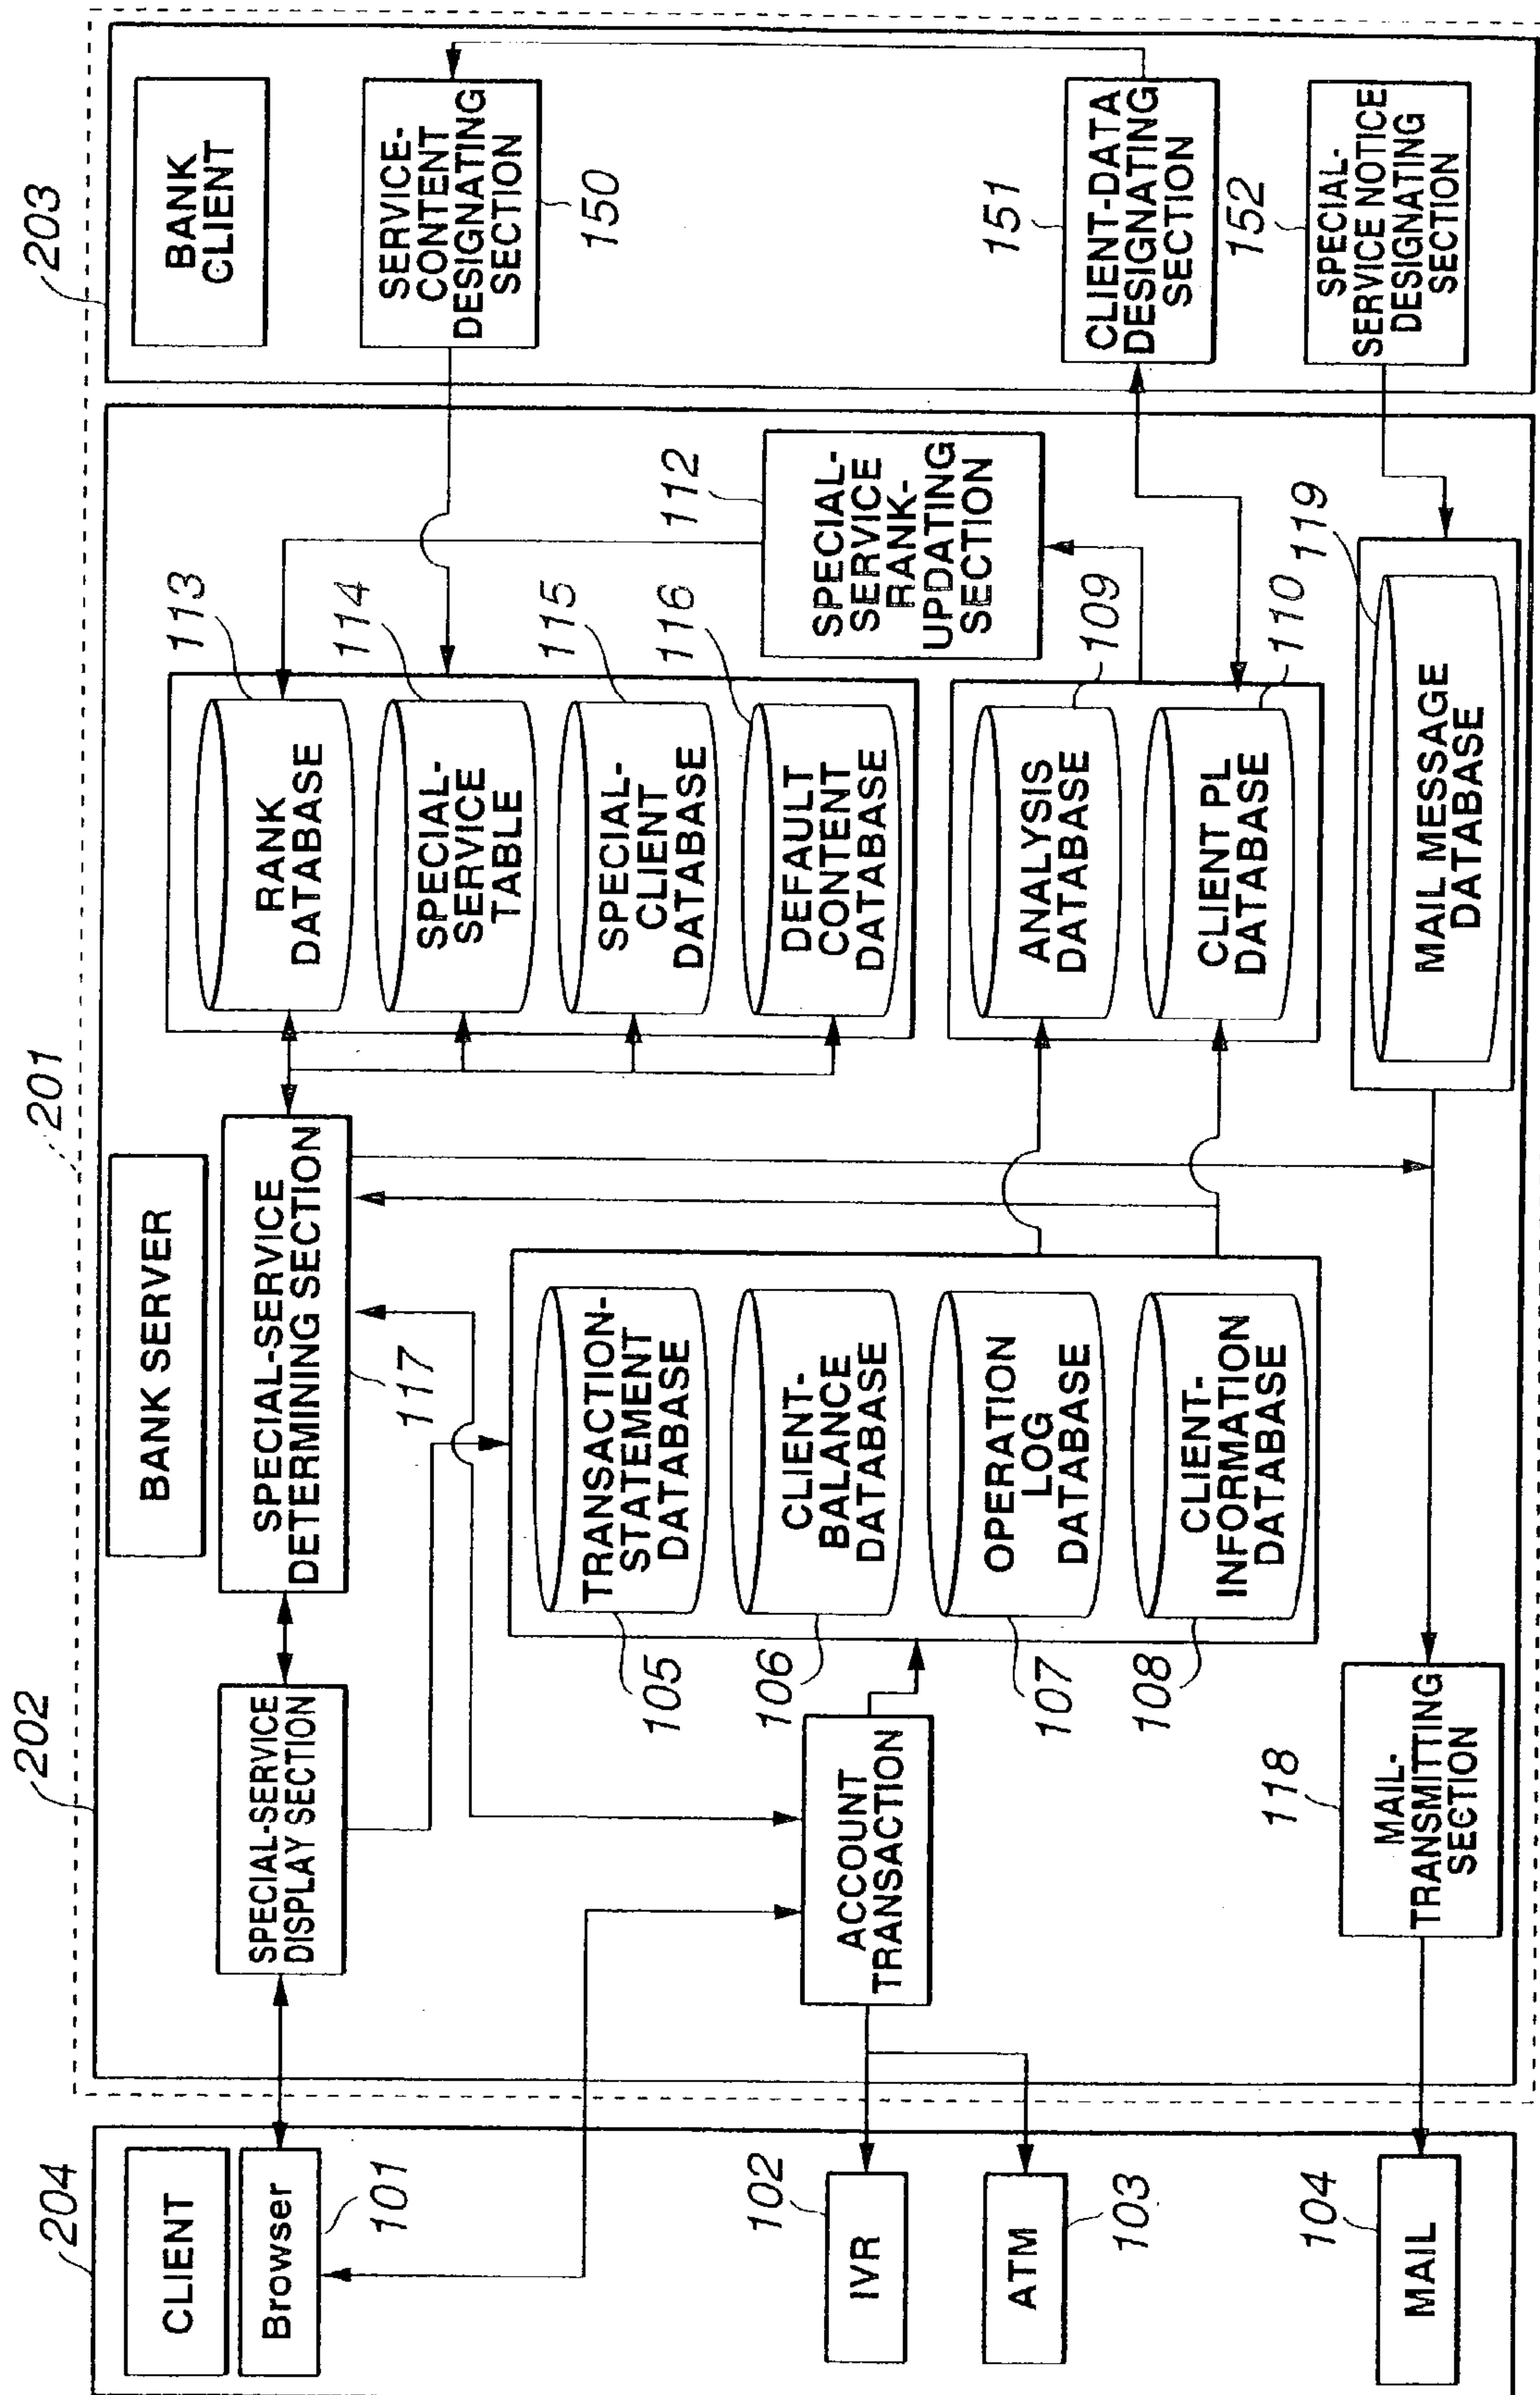 201
204
CLIENT
Browser
101
IVR
102
ATM
103
MAIL
104
202
BANK SERVER
SPECIAL-SERVICE
DISPLAY SECTION
SPECIAL-SERVICE
DETERMINING SECTION
117
ACCOUNT
TRANSACTION
TRANSACTION-
STATEMENT
DATABASE
105
CLIENT-
BALANCE
DATABASE
106
OPERATION
LOG
DATABASE
107
CLIENT-
INFORMATION
DATABASE
108
MAIL-
TRANSMITTING
SECTION
118
RANK
DATABASE
113
SPECIAL-
SERVICE
TABLE
114
SPECIAL-
CLIENT
DATABASE
115
DEFAULT
CONTENT
DATABASE
116
SPECIAL-
SERVICE
RANK-
UPDATING
SECTION
112
ANALYSIS
DATABASE
109
CLIENT PL
DATABASE
110
MAIL MESSAGE
DATABASE
119
203
BANK
CLIENT
SERVICE-
CONTENT
DESIGNATING
SECTION
150
CLIENT-DATA
DESIGNATING
SECTION
151
SPECIAL-
SERVICE NOTICE
DESIGNATING
SECTION
152